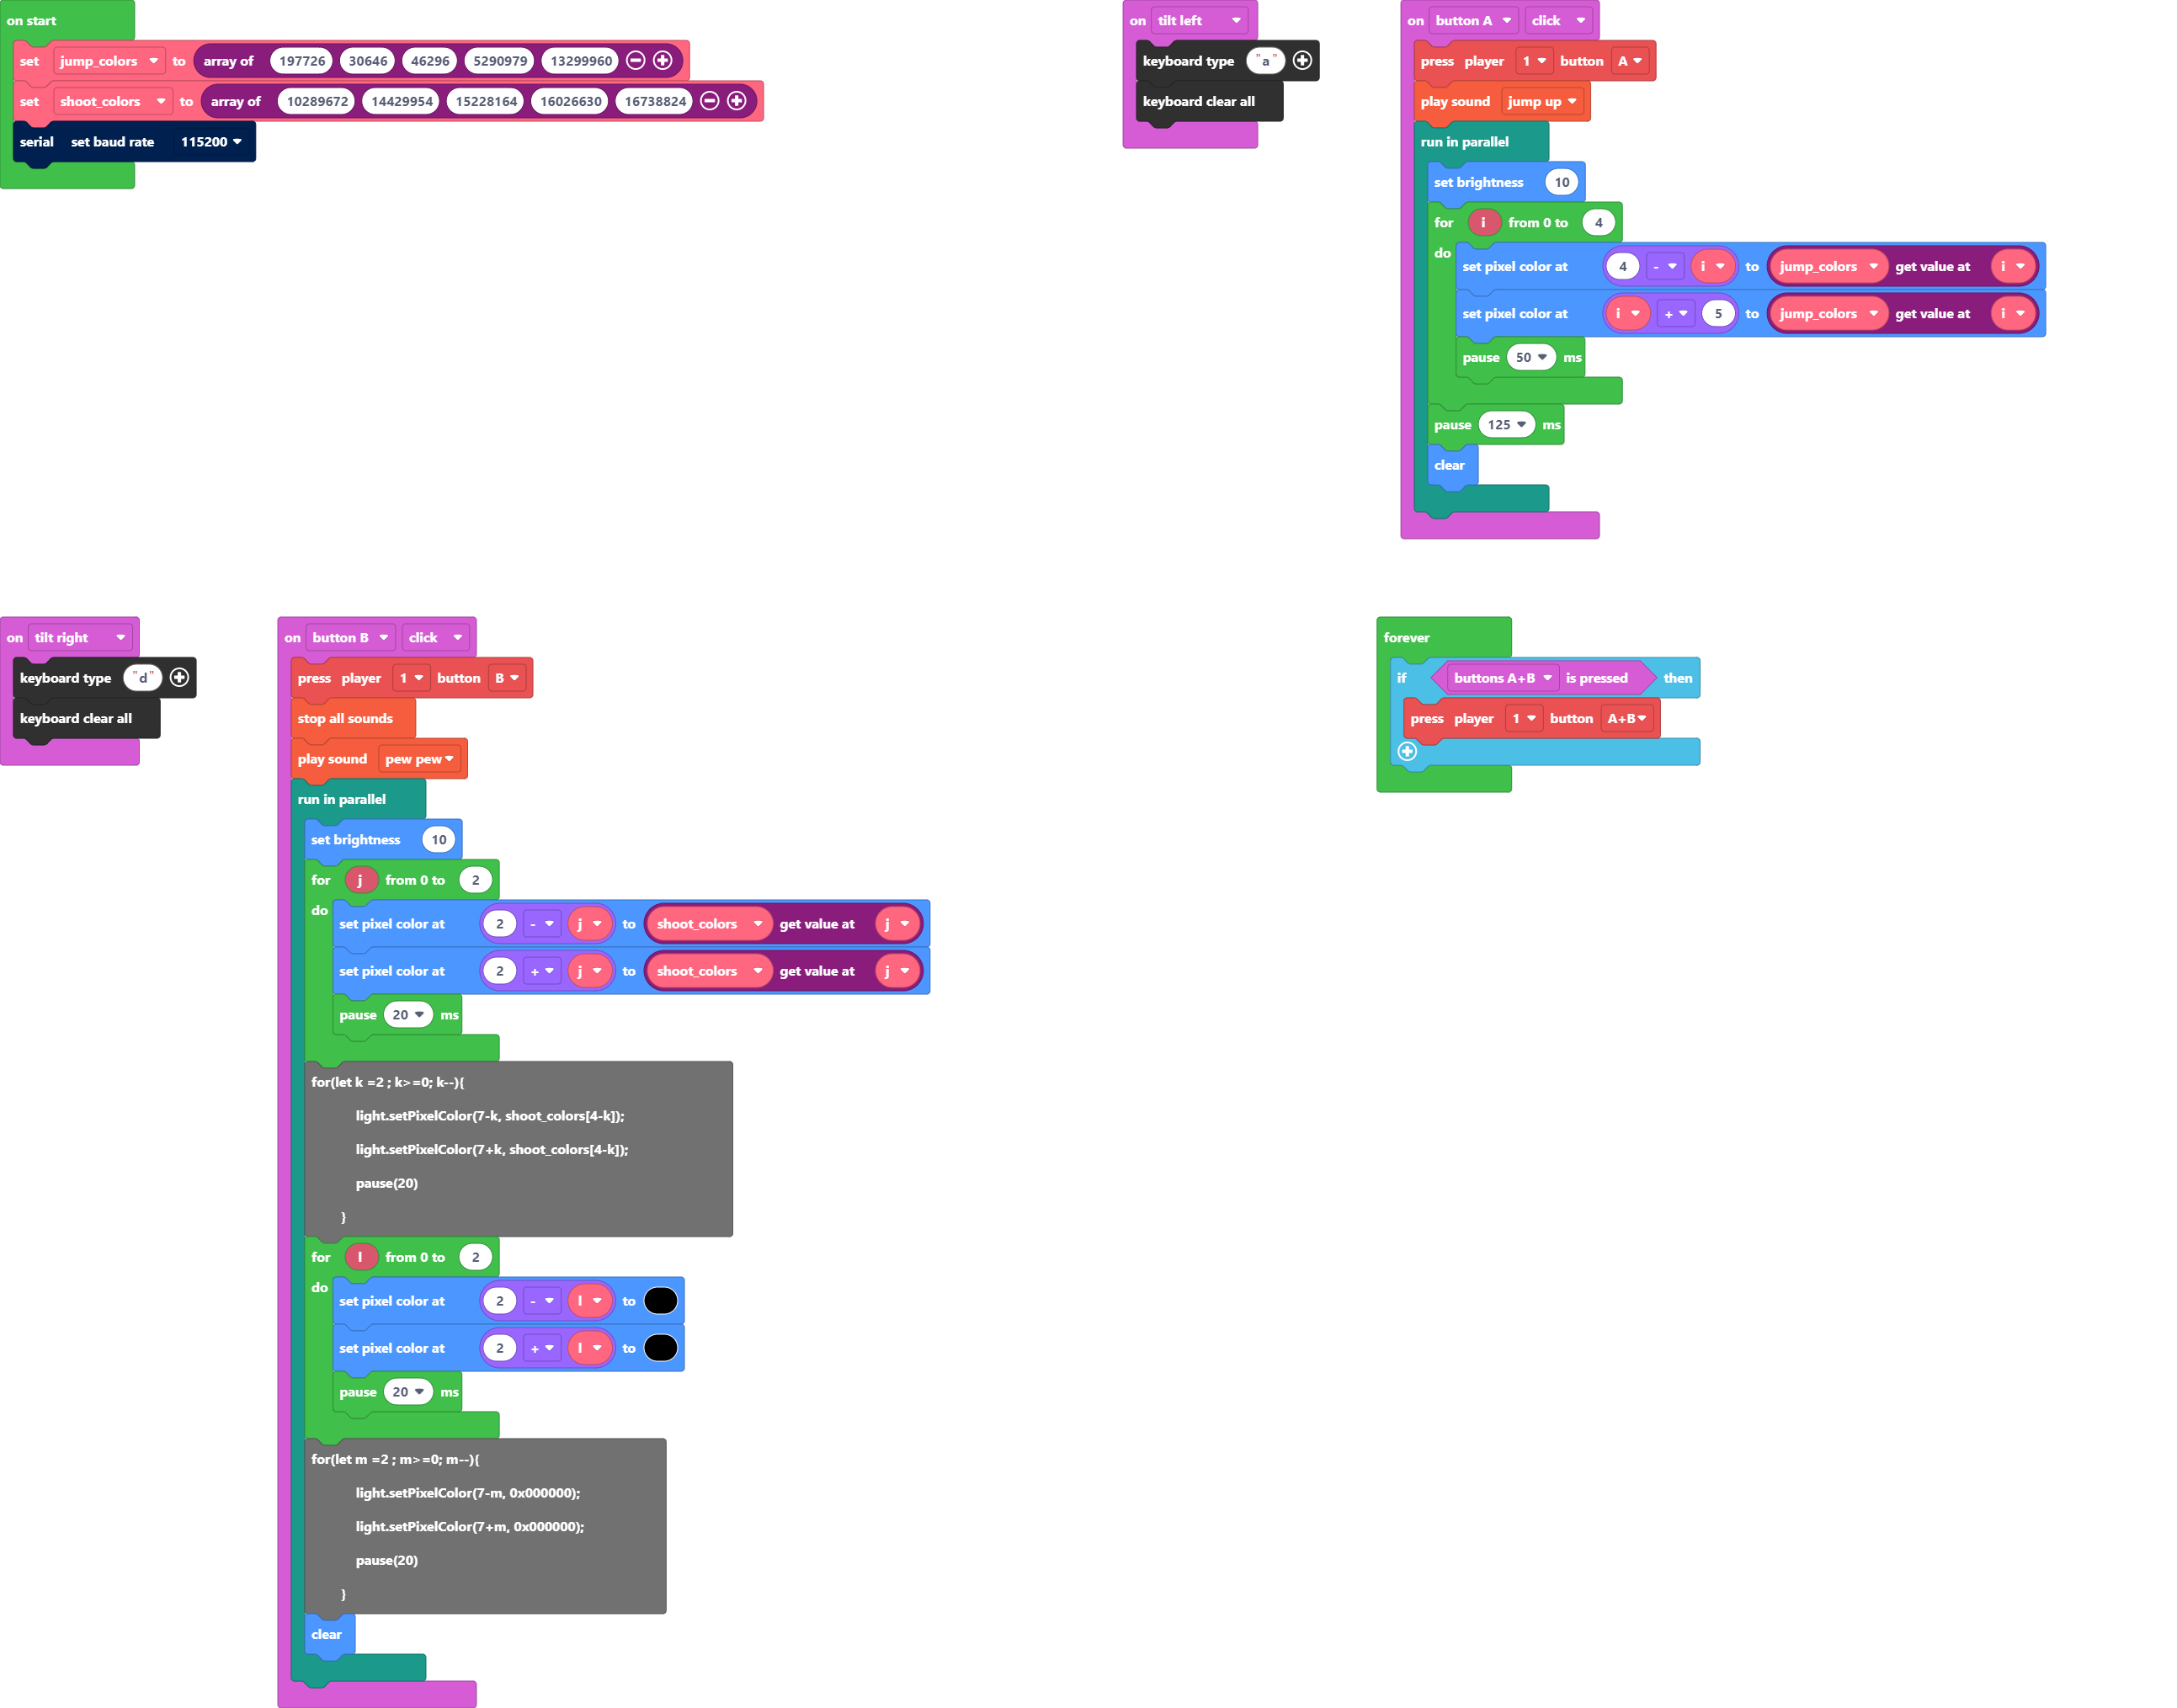 on start
set jump_colors to array of 197726 30646 46296 5290979 13299960
set shoot_colors to array of 10289672 14429954 15228164 16026630 16738824
serial set baud rate 115200
on tilt left
keyboard type "a"
keyboard clear all
on button A click
press player 1 button A
play sound jump up
run in parallel
set brightness 10
for i from 0 to 4
do
set pixel color at 4 - i to jump_colors get value at i
set pixel color at i + 5 to jump_colors get value at i
pause 50 ms
pause 125 ms
clear
on tilt right
keyboard type "d"
keyboard clear all
on button B click
press player 1 button B
stop all sounds
play sound pew pew
run in parallel
set brightness 10
for j from 0 to 2
do
set pixel color at 2 - j to shoot_colors get value at j
set pixel color at 2 + j to shoot_colors get value at j
pause 20 ms
for(let k =2 ; k>=0; k--){
light.setPixelColor(7-k, shoot_colors[4-k]);
light.setPixelColor(7+k, shoot_colors[4-k]);
pause(20)
}
for l from 0 to 2
do
set pixel color at 2 - l to
set pixel color at 2 + l to
pause 20 ms
for(let m =2 ; m>=0; m--){
light.setPixelColor(7-m, 0x000000);
light.setPixelColor(7+m, 0x000000);
pause(20)
}
clear
forever
if buttons A+B is pressed then
press player 1 button A+B